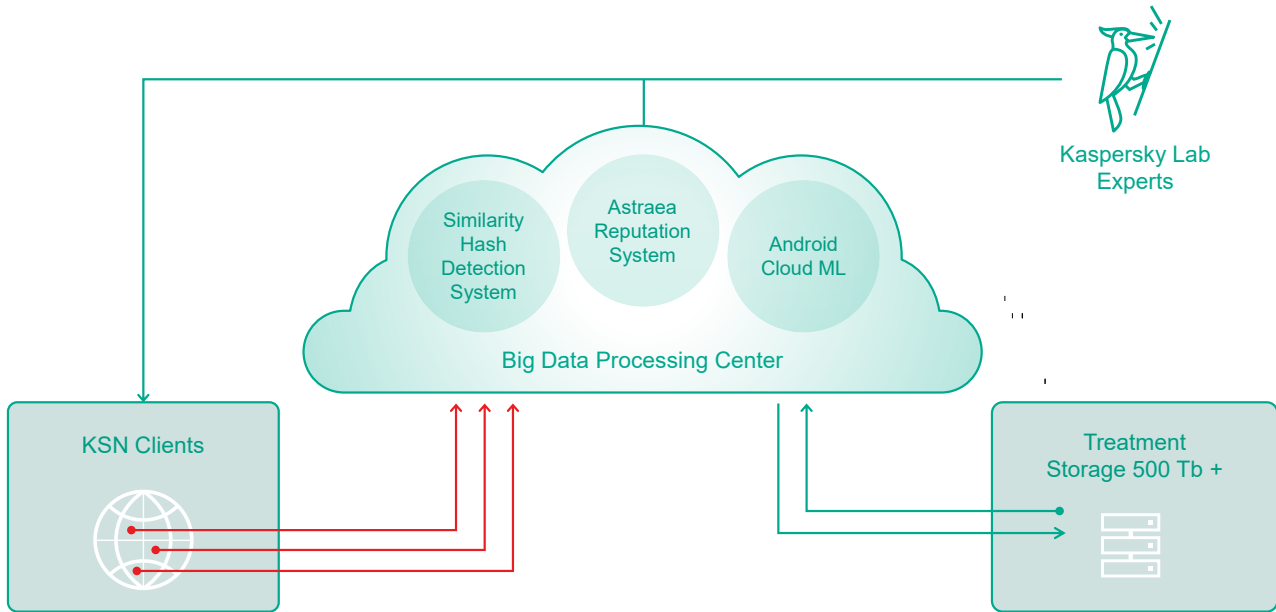 Kaspersky Lab
Experts
Similarity
Hash
Detection
System
Astraea
Reputation
System
Android
Cloud ML
Big Data Processing Center
KSN Clients
Treatment
Storage 500 Tb +